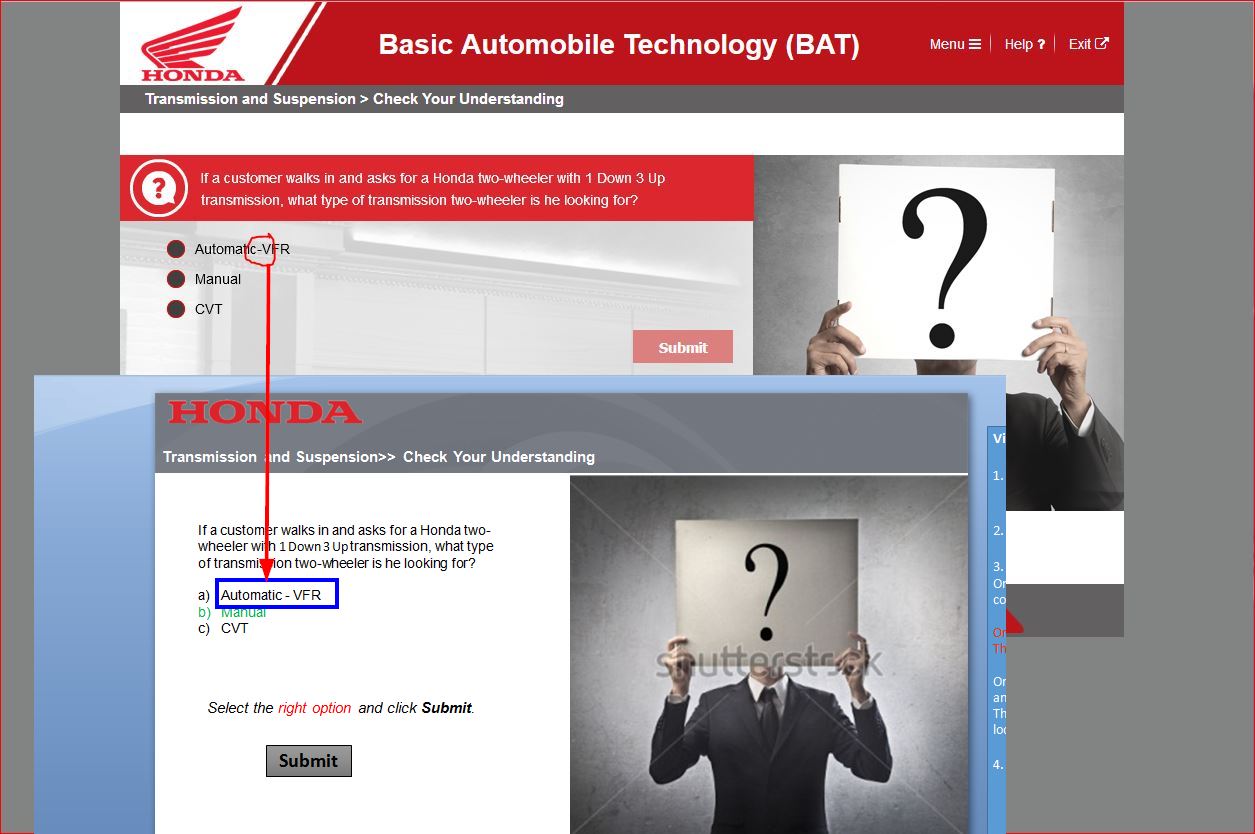 HONDA
Basic Automobile Technology (BAT)
Menu
Help ?
Exit
Transmission and Suspension > Check Your Understanding
?
If a customer walks in and asks for a Honda two-wheeler with 1 Down 3 Up
transmission, what type of transmission two-wheeler is he looking for?
Automatic-VFR
Manual
CVT
Submit
?
HONDA
Transmission and Suspension>> Check Your Understanding
If a customer walks in and asks for a Honda two-
wheeler with 1 Down 3 Up transmission, what type
of transmission two-wheeler is he looking for?
a) Automatic - VFR
b) Manual
c) CVT
Select the right option and click Submit.
Submit
?
shutterstock
Vi
1.
2.
3.
On
co
On
Th
On
an
Th
loc
4.